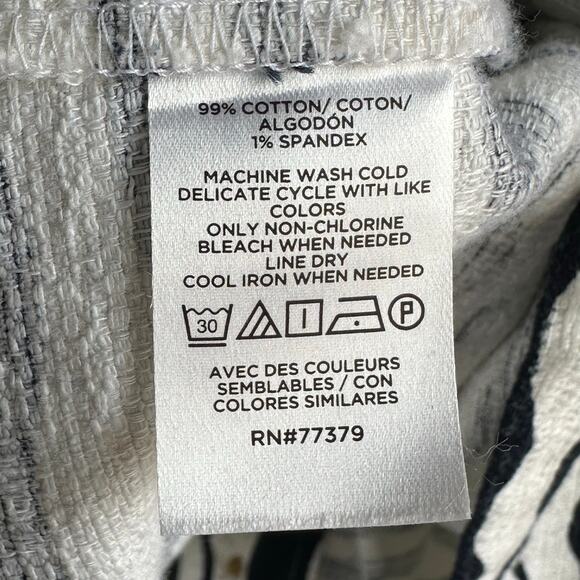 99% COTTON/ COTON/
ALGODÓN
1% SPANDEX
MACHINE WASH COLD
DELICATE CYCLE WITH LIKE
COLORS
ONLY NON-CHLORINE
BLEACH WHEN NEEDED
LINE DRY
COOL IRON WHEN NEEDED
30 P
AVEC DES COULEURS
SEMBLABLES / CON
COLORES SIMILARES
RN#77379